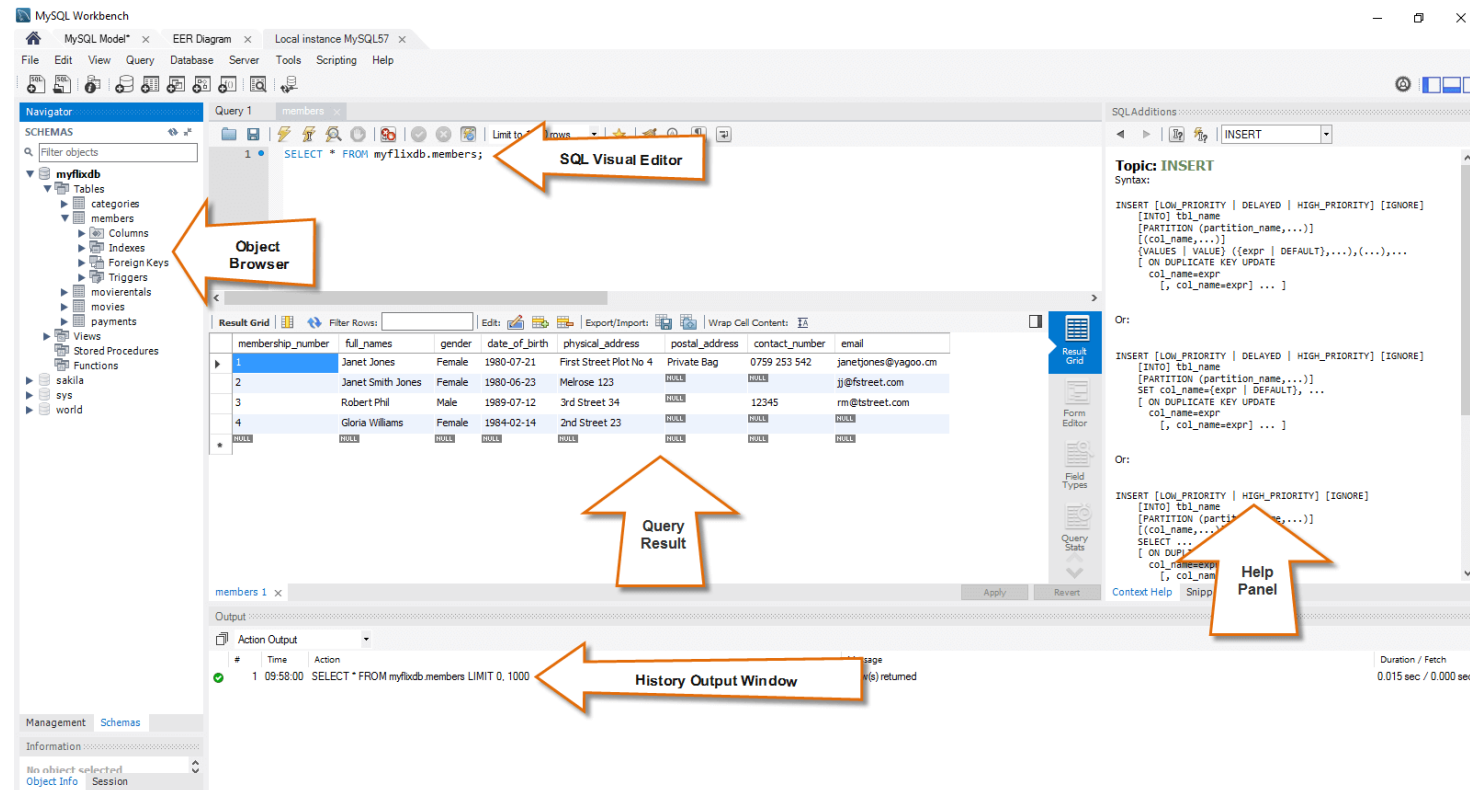 MySQL Workbench
MySQL Model* × EER Diagram × Local instance MySQL57 ×
File Edit View Query Database Server Tools Scripting Help
Navigator
SCHEMAS
Filter objects
myflixdb
Tables
categories
members
Columns
Indexes
Foreign Keys
Triggers
movierentals
movies
payments
Views
Stored Procedures
Functions
sakila
sys
world
Object
Browser
Management Schemas
Information
No object selected
Object Info Session
Query 1 members ×
Limit to rows
1 SELECT * FROM myflixdb.members;
SQL Visual Editor
Result Grid Filter Rows: Edit: Export/Import: Wrap Cell Content: IA
membership_number full_names gender date_of_birth physical_address postal_address contact_number email
1 Janet Jones Female 1980-07-21 First Street Plot No 4 Private Bag 0759 253 542 janetjones@yagoo.cm
2 Janet Smith Jones Female 1980-06-23 Melrose 123 NULL NULL jj@fstreet.com
3 Robert Phil Male 1989-07-12 3rd Street 34 NULL 12345 rm@tstreet.com
4 Gloria Williams Female 1984-02-14 2nd Street 23 NULL NULL NULL
* NULL NULL NULL NULL NULL NULL NULL NULL
Result
Grid
Form
Editor
Field
Types
Query
Stats
Query
Result
members 1 × Apply Revert
SQLAdditions
INSERT
Topic: INSERT
Syntax:
INSERT [LOW_PRIORITY | DELAYED | HIGH_PRIORITY] [IGNORE]
[INTO] tbl_name
[PARTITION (partition_name,...)]
[(col_name,...)]
{VALUES | VALUE} ({expr | DEFAULT},...),(...),...
[ ON DUPLICATE KEY UPDATE
col_name=expr
[, col_name=expr] ... ]
Or:
INSERT [LOW_PRIORITY | DELAYED | HIGH_PRIORITY] [IGNORE]
[INTO] tbl_name
[PARTITION (partition_name,...)]
SET col_name={expr | DEFAULT}, ...
[ ON DUPLICATE KEY UPDATE
col_name=expr
[, col_name=expr] ... ]
Or:
INSERT [LOW_PRIORITY | HIGH_PRIORITY] [IGNORE]
[INTO] tbl_name
[PARTITION
[(col_name,...
SELECT ...
[ ON
col_name=exp
[, col_nam
Help
Panel
Context Help
Output
Action Output
# Time Action Duration / Fetch
1 09:58:00 SELECT * FROM myflixdb.members LIMIT 0, 1000 returned 0.015 sec / 0.000 sec
History Output Window